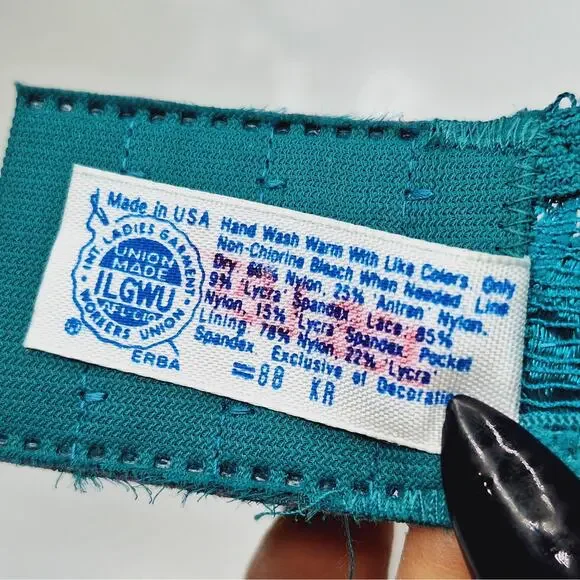 Made in USA
INT LADIES GARMENT
WORKERS UNION
UNION
MADE
ILGWU
AFL-CIO
®
ERBA
Hand Wash Warm With Like Colors. Only
Non-Chlorine Bleach When Needed. Line
Dry. 66% Nylon, 25% 'Antron' Nylon,
9% 'Lycra' Spandex. Lace: 85%
Nylon, 15% 'Lycra' Spandex. Pocket
Lining: 78% Nylon, 22% 'Lycra'
Spandex. Exclusive of Decoration
=88 KR